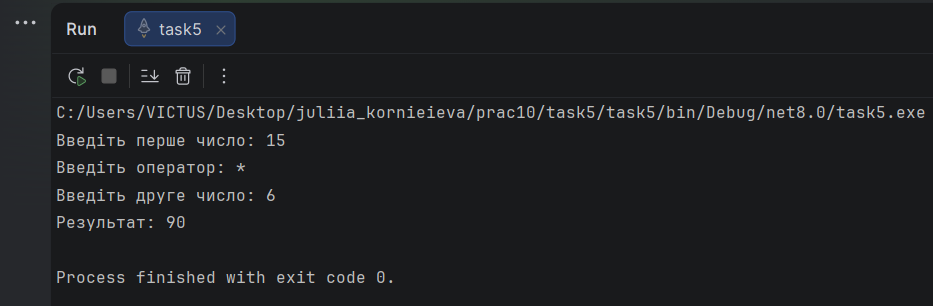 Run task5
C:/Users/VICTUS/Desktop/juliia_kornieieva/prac10/task5/task5/bin/Debug/net8.0/task5.exe
Введіть перше число: 15
Введіть оператор: *
Введіть друге число: 6
Результат: 90
Process finished with exit code 0.